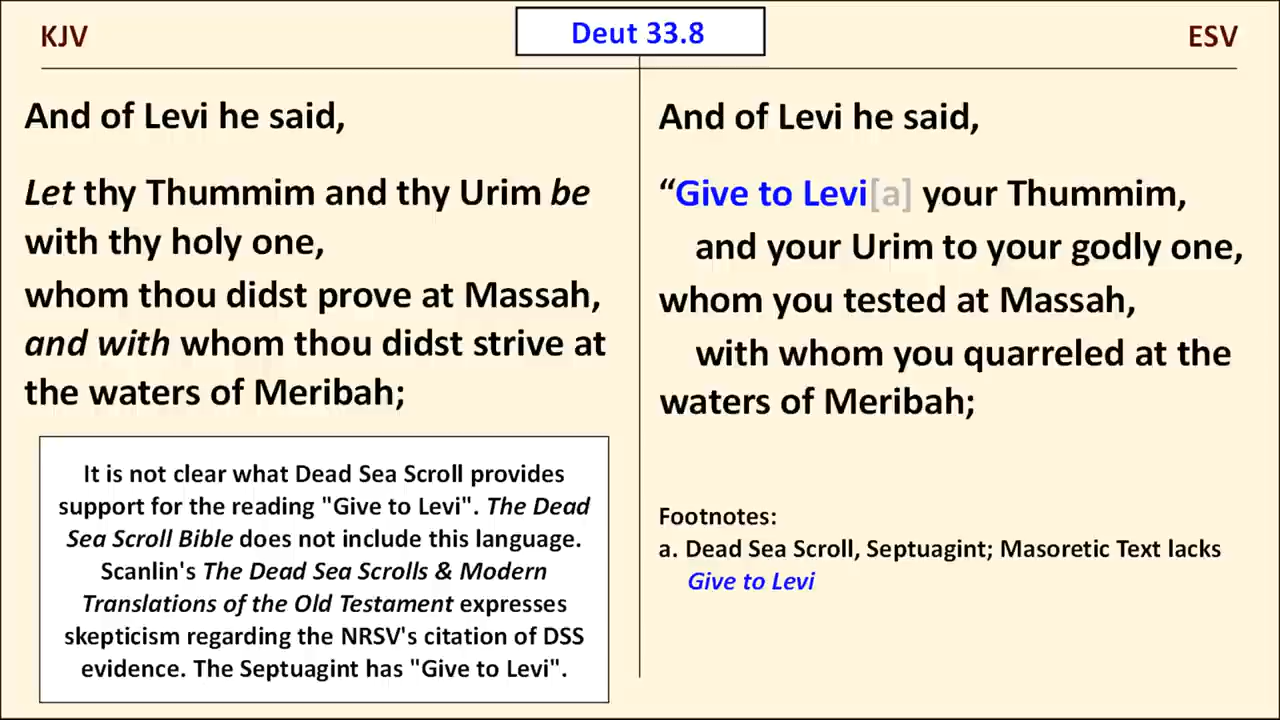 KJV
Deut 33.8
ESV
And of Levi he said,
Let thy Thummim and thy Urim be
with thy holy one,
whom thou didst prove at Massah,
and with whom thou didst strive at
the waters of Meribah;
It is not clear what Dead Sea Scroll provides
support for the reading "Give to Levi". The Dead
Sea Scroll Bible does not include this language.
Scanlin's The Dead Sea Scrolls & Modern
Translations of the Old Testament expresses
skepticism regarding the NRSV's citation of DSS
evidence. The Septuagint has "Give to Levi".
And of Levi he said,
“Give to Levi[a] your Thummim,
and your Urim to your godly one,
whom you tested at Massah,
with whom you quarreled at the
waters of Meribah;
Footnotes:
a. Dead Sea Scroll, Septuagint; Masoretic Text lacks
Give to Levi